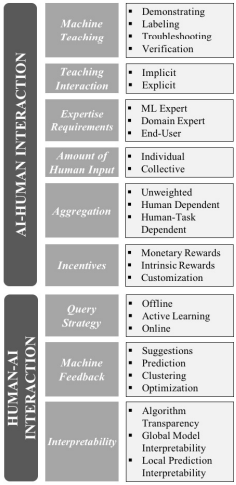 AI-HUMAN INTERACTION
Machine
Teaching
▪ Demonstrating
▪ Labeling
▪ Troubleshooting
▪ Verification
Teaching
Interaction
▪ Implicit
▪ Explicit
Expertise
Requirements
▪ ML Expert
▪ Domain Expert
▪ End-User
Amount of
Human Input
▪ Individual
▪ Collective
Aggregation
▪ Unweighted
▪ Human Dependent
▪ Human-Task
Dependent
Incentives
▪ Monetary Rewards
▪ Intrinsic Rewards
▪ Customization
HUMAN-AI
INTERACTION
Query
Strategy
▪ Offline
▪ Active Learning
▪ Online
Machine
Feedback
▪ Suggestions
▪ Prediction
▪ Clustering
▪ Optimization
Interpretability
▪ Algorithm
Transparency
▪ Global Model
Interpretability
▪ Local Prediction
Interpretability